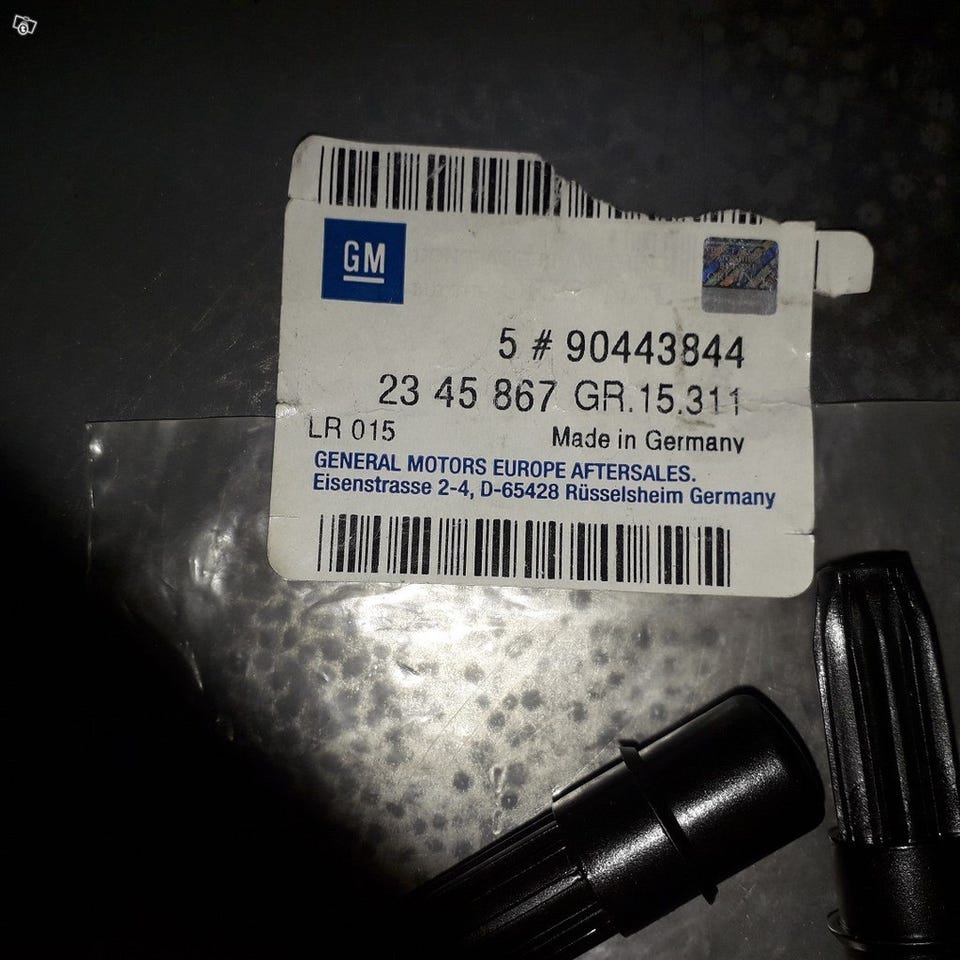 GM
5 # 90443844
23 45 867 GR.15.311
LR 015
Made in Germany
GENERAL MOTORS EUROPE AFTERSALES.
Eisenstrasse 2-4, D-65428 Rüsselsheim Germany